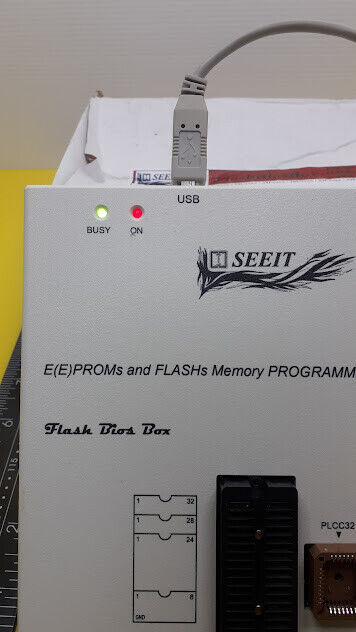 USB
BUSY ON
SEEIT
E(E)PROMs and FLASHs Memory PROGRAMM
Flash Bios Box
1 32
1 28
1 24
PLCC32
1 8
GND